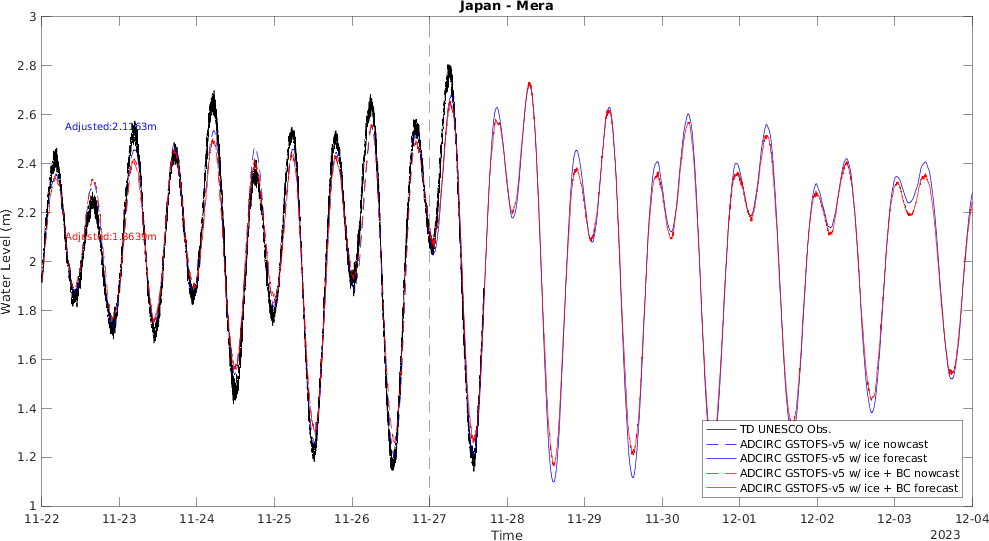 Japan - Mera
3
2.8
2.6
2.4
2.2
2
1.8
1.6
1.4
1.2
1
Water Level (m)
Adjusted:2.1163m
Adjusted:1.8639m
TD UNESCO Obs.
ADCIRC GSTOFS-v5 w/ ice nowcast
ADCIRC GSTOFS-v5 w/ ice forecast
ADCIRC GSTOFS-v5 w/ ice + BC nowcast
ADCIRC GSTOFS-v5 w/ ice + BC forecast
11-22 11-23 11-24 11-25 11-26 11-27 11-28 11-29 11-30 12-01 12-02 12-03 12-04
Time
2023